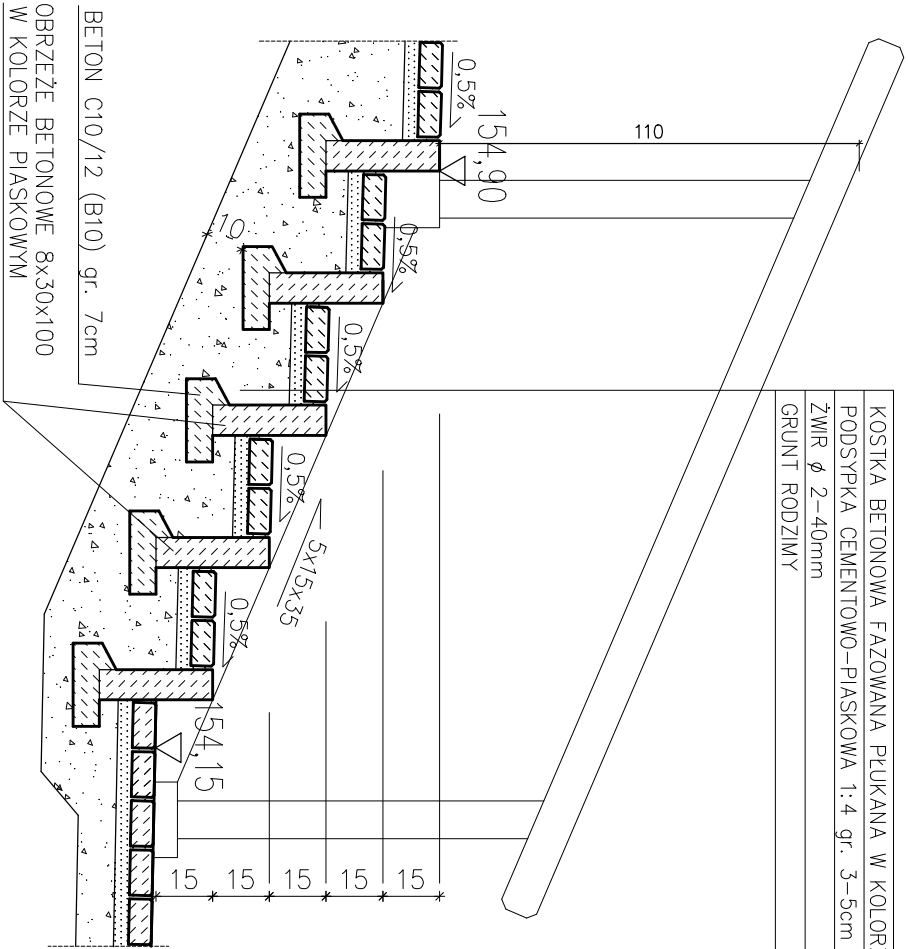 KOSTKA BETONOWA FAZOWANA PŁUKANA W KOLOR
PODSYPKA CEMENTOWO-PIASKOWA 1:4 gr. 3-5cm
ŻWIR ϕ 2-40mm
GRUNT RODZIMY
110
154,90
0,5%
0,5%
0,5%
0,5%
0,5%
5x15x35
154,15
10
15
15
15
15
15
BETON C10/12 (B10) gr. 7cm
OBRZEŻE BETONOWE 8x30x100
W KOLORZE PIASKOWYM